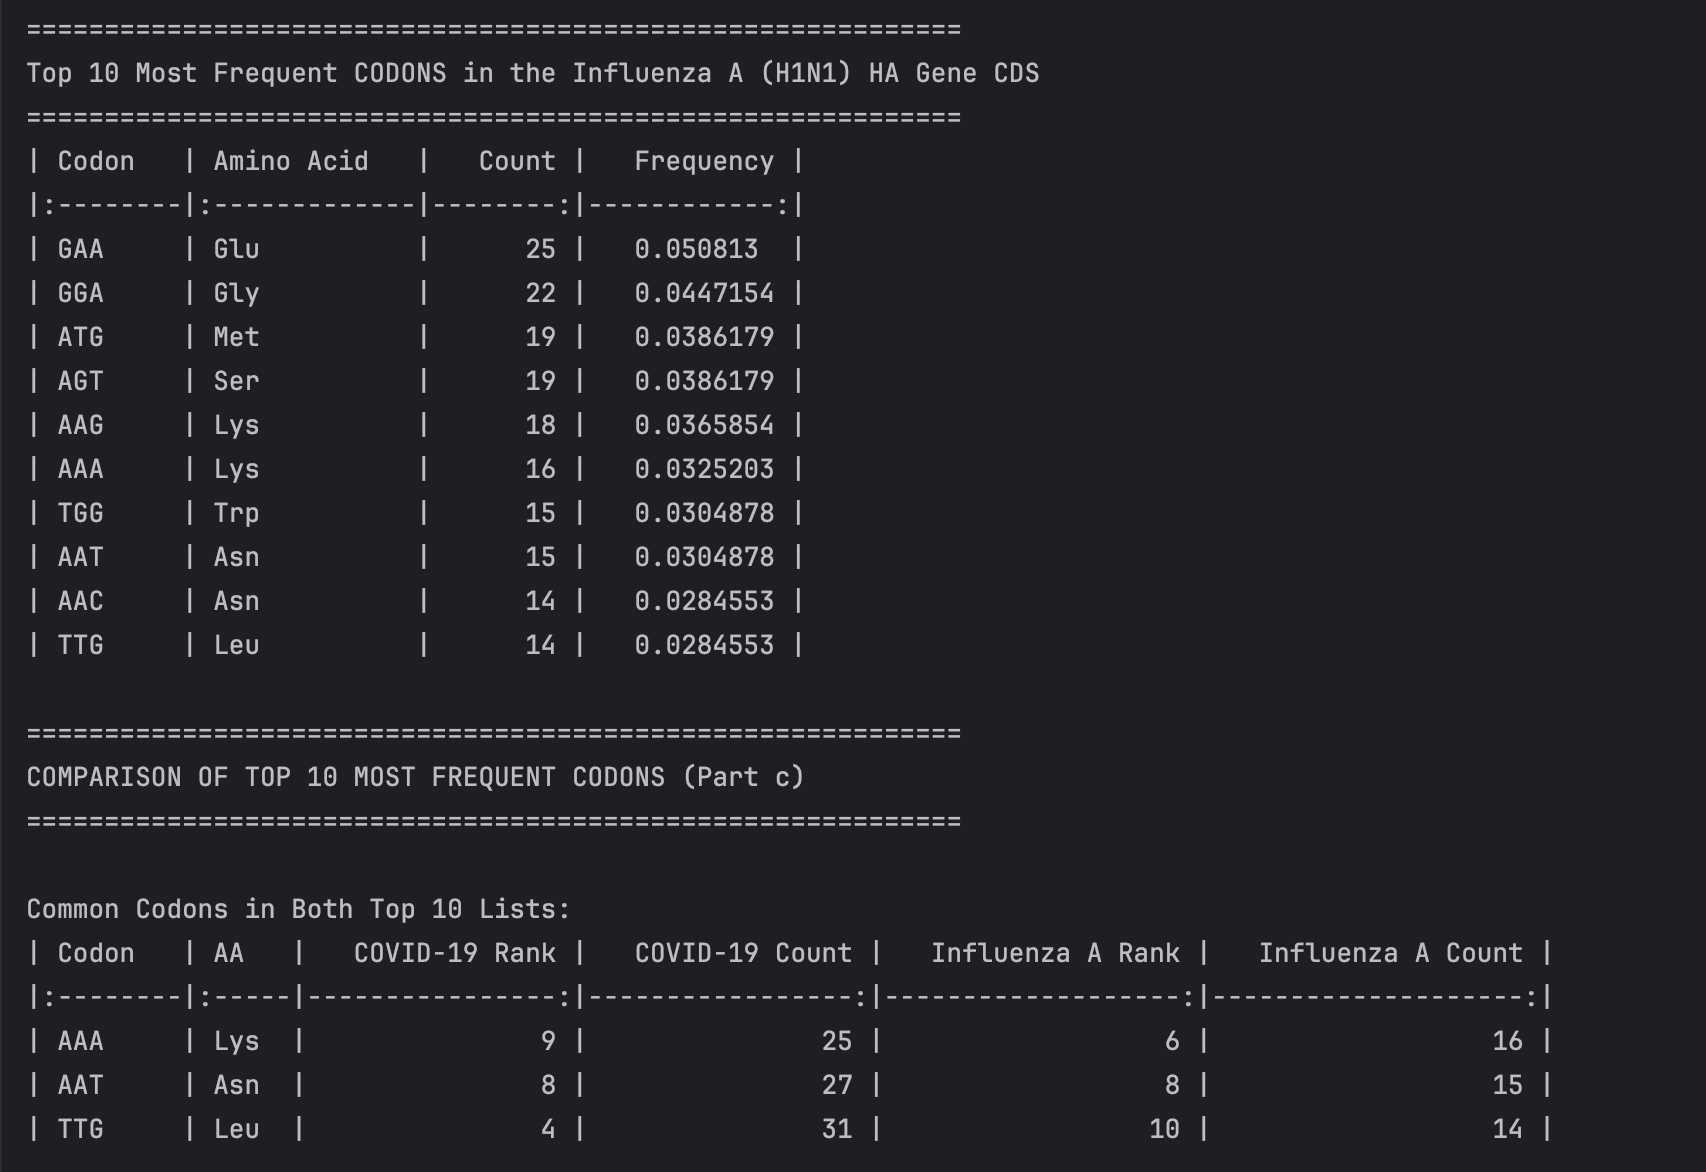 ============================================================
Top 10 Most Frequent CODONS in the Influenza A (H1N1) HA Gene CDS
============================================================
| Codon   | Amino Acid   |   Count |   Frequency |
|:--------|:-------------|--------:|------------:|
| GAA     | Glu          |      25 |   0.050813  |
| GGA     | Gly          |      22 |   0.0447154 |
| ATG     | Met          |      19 |   0.0386179 |
| AGT     | Ser          |      19 |   0.0386179 |
| AAG     | Lys          |      18 |   0.0365854 |
| AAA     | Lys          |      16 |   0.0325203 |
| TGG     | Trp          |      15 |   0.0304878 |
| AAT     | Asn          |      15 |   0.0304878 |
| AAC     | Asn          |      14 |   0.0284553 |
| TTG     | Leu          |      14 |   0.0284553 |
============================================================
COMPARISON OF TOP 10 MOST FREQUENT CODONS (Part c)
============================================================
Common Codons in Both Top 10 Lists:
| Codon   | AA   |   COVID-19 Rank |   COVID-19 Count |   Influenza A Rank |   Influenza A Count |
|:--------|:-----|----------------:|-----------------:|-------------------:|--------------------:|
| AAA     | Lys  |               9 |               25 |                  6 |                  16 |
| AAT     | Asn  |               8 |               27 |                  8 |                  15 |
| TTG     | Leu  |               4 |               31 |                 10 |                  14 |